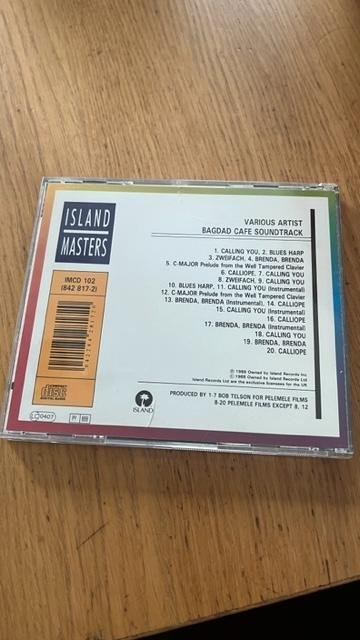 ISLAND
MASTERS
IMCD 102
(842 817-2)
VARIOUS ARTIST
BAGDAD CAFE SOUNDTRACK
1. CALLING YOU, 2. BLUES HARP
3. ZWEIFACH, 4. BRENDA, BRENDA
5. C-MAJOR Prelude from the Well Tampered Clavier
6. CALLIOPE, 7. CALLING YOU
8. ZWEIFACH, 9. CALLING YOU
10. BLUES HARP, 11. CALLING YOU (Instrumental)
12. C-MAJOR Prelude from the Well Tampered Clavier
13. BRENDA, BRENDA (Instrumental), 14. CALLIOPE
15. CALLING YOU (Instrumental)
16. CALLIOPE
17. BRENDA, BRENDA (Instrumental)
18. CALLING YOU
19. BRENDA, BRENDA
20. CALLIOPE
Owned by Island Records Inc
Owned by Island Records Ltd
Island Records Ltd are the exclusive licensees for the UK
PRODUCED BY 1-7 BOB TELSON FOR PELEMELE FILMS
8-20 PELEMELE FILMS EXCEPT 8, 12
ISLAND
COMPACT
disc
DIGITAL AUDIO
LC 0407